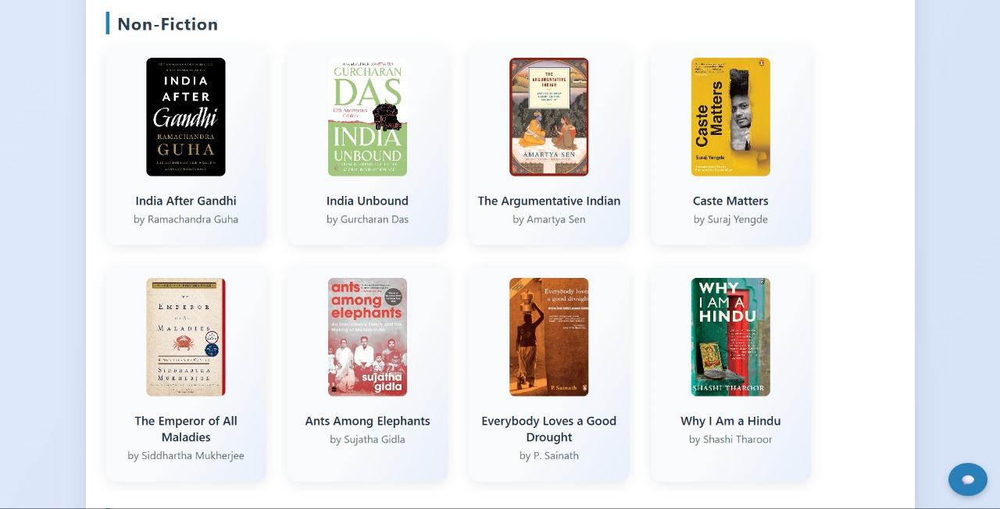 Non-Fiction
INDIA
AFTER
Gandhi
RAMACHANDRA
GUHA
GURCHARAN
DAS
INDIA
UNBOUND
THE
ARGUMENTATIVE
INDIAN
AMARTYA SEN
Caste
Matters
Suraj Yengde
India After Gandhi
by Ramachandra Guha
India Unbound
by Gurcharan Das
The Argumentative Indian
by Amartya Sen
Caste Matters
by Suraj Yengde
THE
EMPEROR
OF ALL
MALADIES
SIDDHARTHA
MUKHERJEE
ants
among
elephants
An Untouchable Family and the
Making of Modern India
sujatha
gidla
Everybody loves
a good drought
P. Sainath
WHY
I AM A
HINDU
SHASHI THAROOR
The Emperor of All
Maladies
by Siddhartha Mukherjee
Ants Among Elephants
by Sujatha Gidla
Everybody Loves a Good
Drought
by P. Sainath
Why I Am a Hindu
by Shashi Tharoor